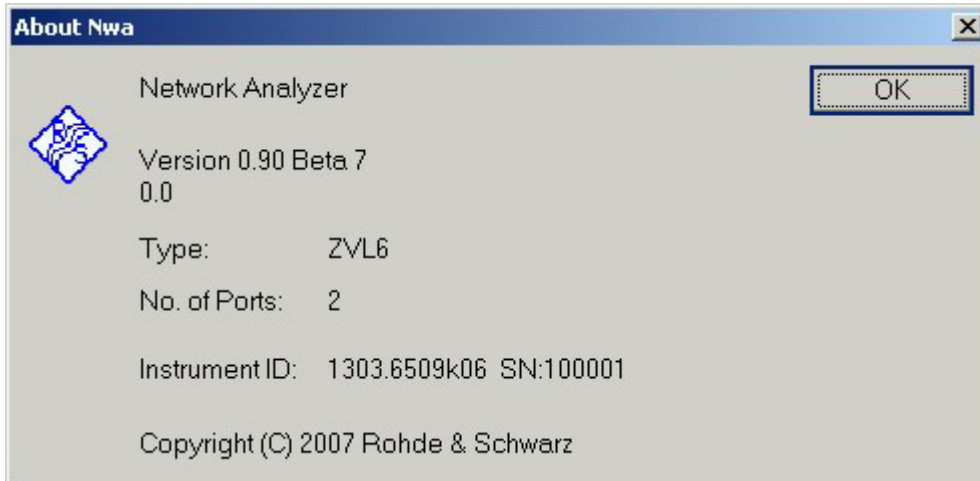 About Nwa
Network Analyzer
OK
Version 0.90 Beta 7
0.0
Type: ZVL6
No. of Ports: 2
Instrument ID: 1303.6509k06 SN:100001
Copyright (C) 2007 Rohde & Schwarz